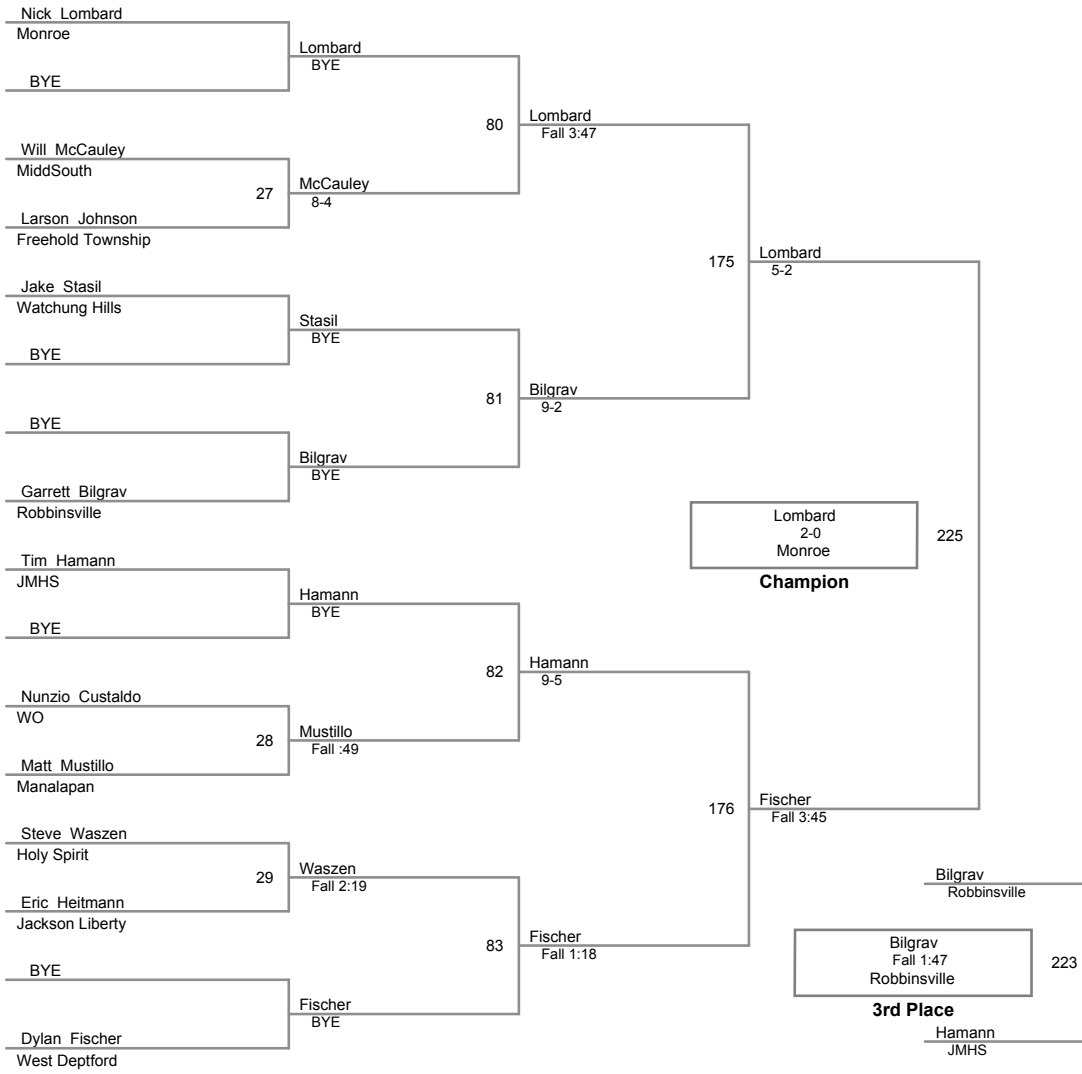 Nick Lombard
Monroe
Lombard
BYE
BYE
80
Lombard
Fall 3:47
Will McCauley
MiddSouth
27
McCauley
8-4
Larson Johnson
Freehold Township
175
Lombard
5-2
Jake Stasil
Watchung Hills
Stasil
BYE
BYE
81
Bilgrav
9-2
BYE
Bilgrav
BYE
Garrett Bilgrav
Robbinsville
Lombard
2-0
Monroe
225
Champion
Tim Hamann
JMHS
Hamann
BYE
BYE
82
Hamann
9-5
Nunzio Custaldo
WO
28
Mustillo
Fall :49
Matt Mustillo
Manalapan
176
Fischer
Fall 3:45
Steve Waszen
Holy Spirit
29
Waszen
Fall 2:19
Eric Heitmann
Jackson Liberty
83
Fischer
Fall 1:18
BYE
Fischer
BYE
Dylan Fischer
West Deptford
Bilgrav
Robbinsville
Bilgrav
Fall 1:47
Robbinsville
223
3rd Place
Hamann
JMHS